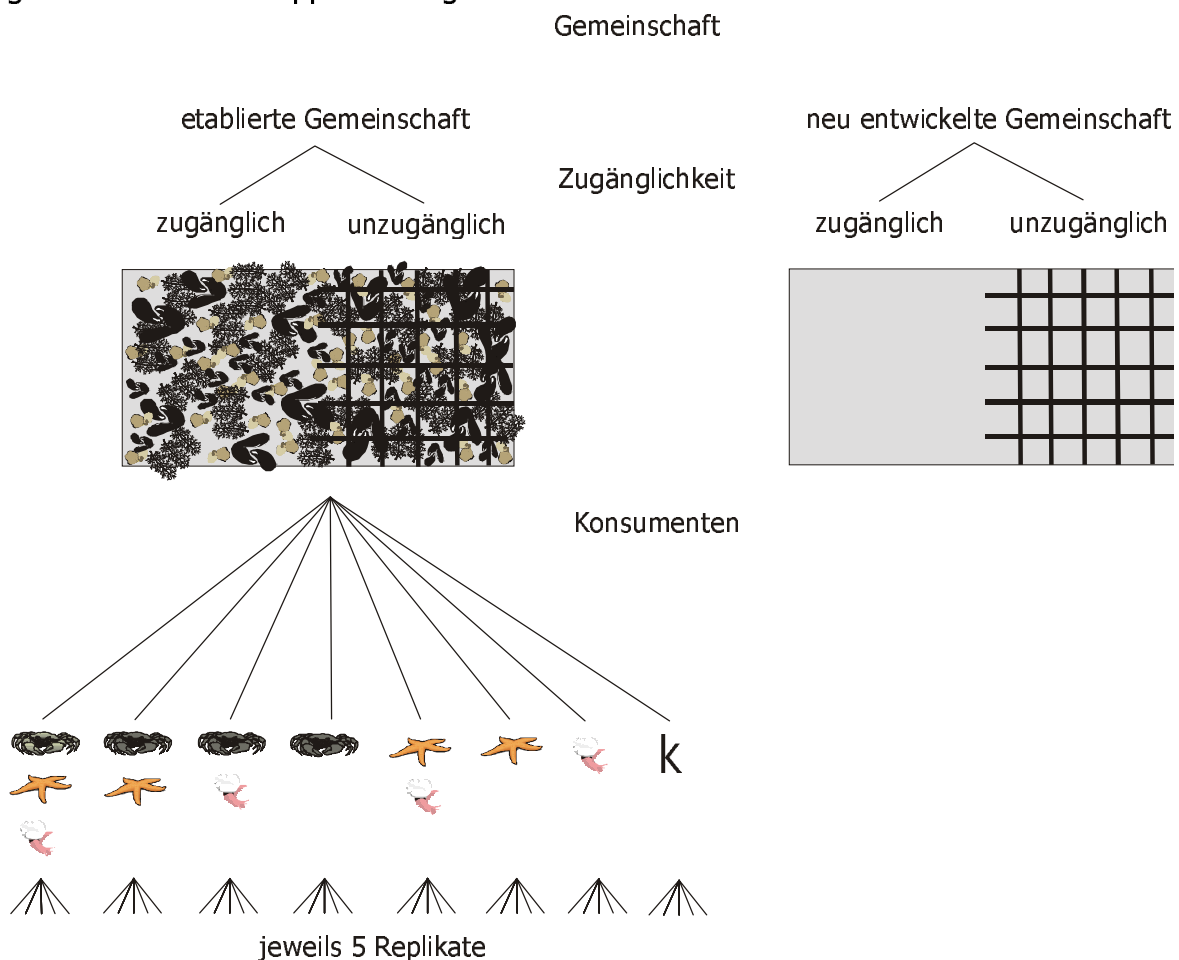 Gemeinschaft
etablierte Gemeinschaft
neu entwickelte Gemeinschaft
Zugänglichkeit
zugänglich
unzugänglich
zugänglich
unzugänglich
Konsumenten
k
jeweils 5 Replikate